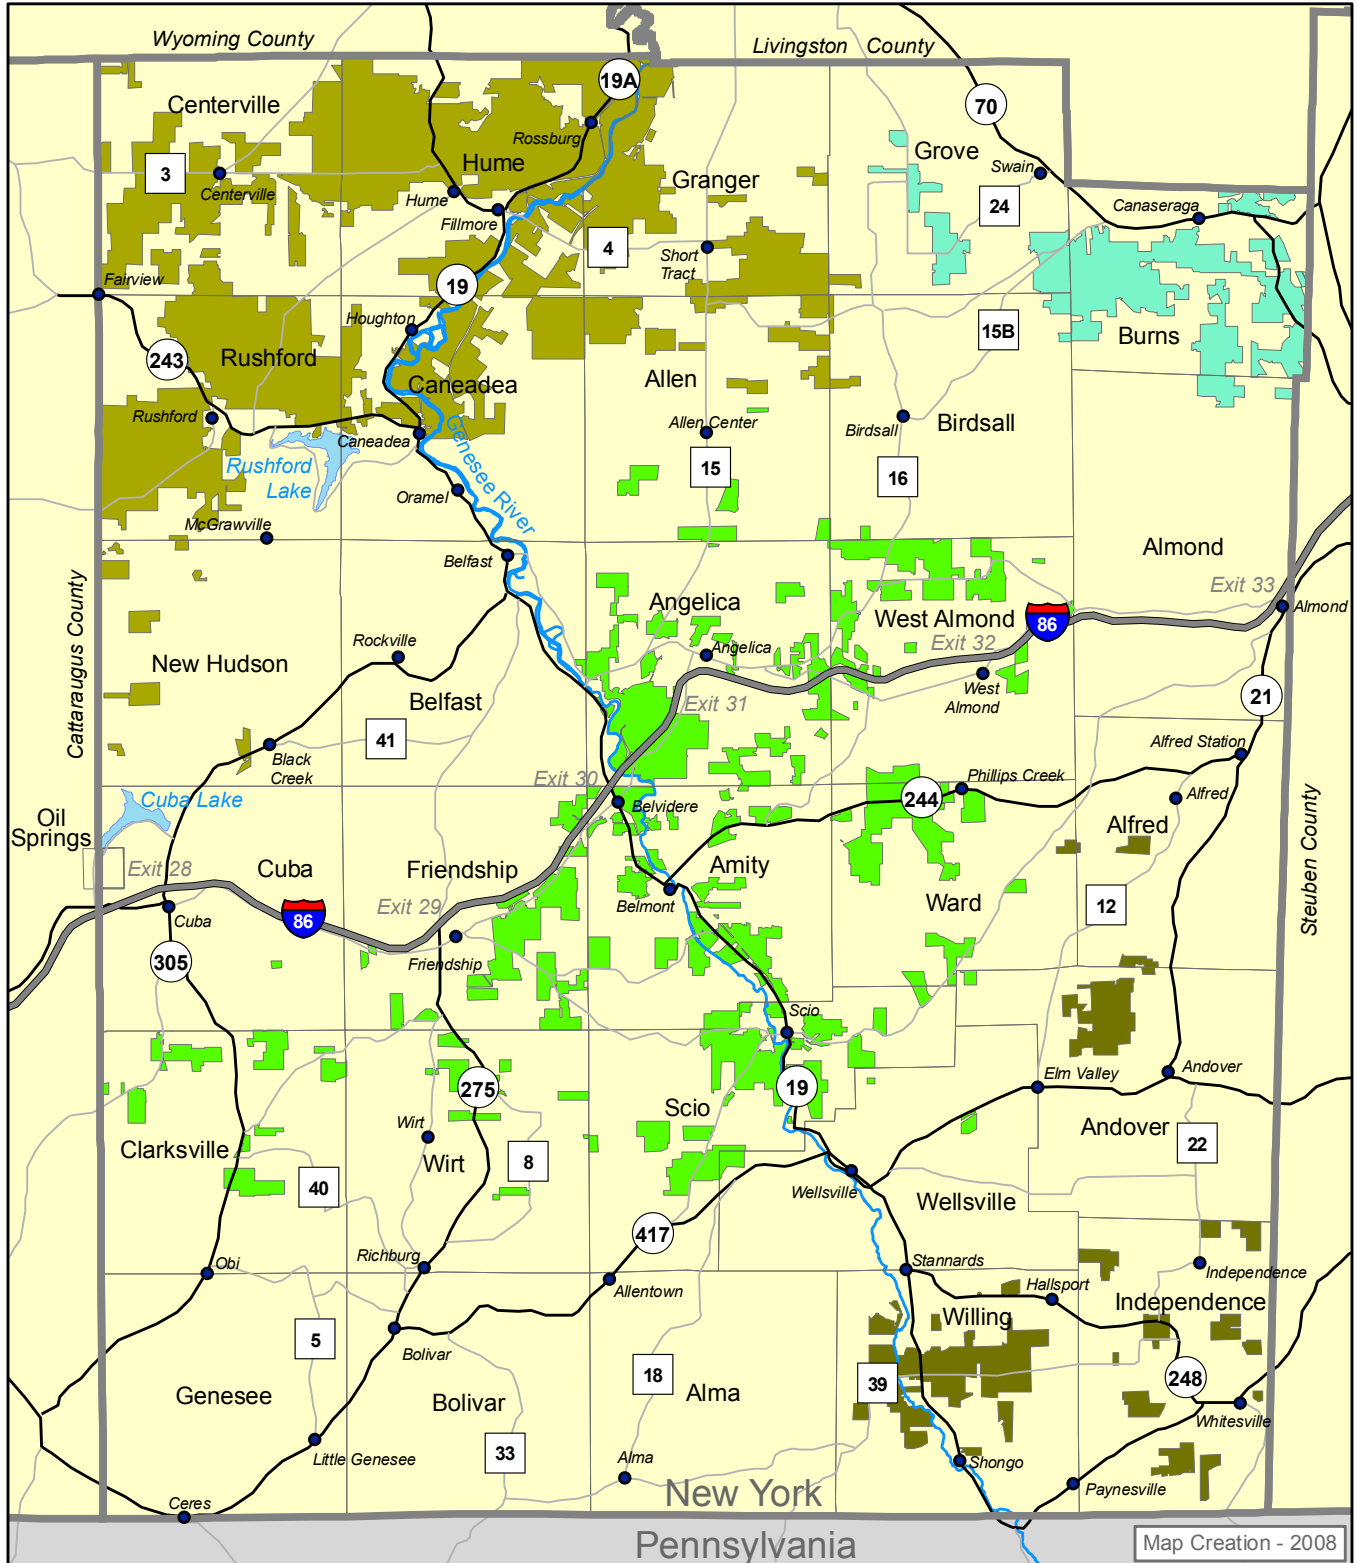 Wyoming County
Livingston County
19A
70
Centerville
Rossburg
Grove
Hume
Swain
3
Granger
Centerville
Hume
24
Canaseraga
Fillmore
4
Short
Tract
Fairview
19
Houghton
15B
Burns
243
Rushford
Caneadea
Allen
Rushford
Allen Center
Birdsall
Birdsall
Caneadea
Genesee River
Rushford
Lake
15
16
Oramel
McGrawville
Almond
Belfast
Cattaraugus County
Exit 33
Almond
Angelica
West Almond
86
Exit 32
Rockville
Angelica
New Hudson
West
Almond
21
Belfast
Exit 31
41
Alfred Station
Black
Creek
Exit 30
Phillips Creek
Cuba Lake
244
Alfred
Belvidere
Oil
Springs
Alfred
Steuben County
Exit 28
Cuba
Friendship
Amity
86
Exit 29
Belmont
Ward
12
Cuba
Friendship
305
Scio
Elm Valley
Andover
275
19
Scio
Wirt
Andover
Clarksville
Wirt
8
22
40
Wellsville
Wellsville
417
Richburg
Obi
Stannards
Independence
Allentown
Hallsport
Independence
Willing
5
Bolivar
18
39
248
Genesee
Bolivar
Alma
Whitesville
33
Little Genesee
Alma
Shongo
Paynesville
Ceres
New York
Pennsylvania
Map Creation - 2008